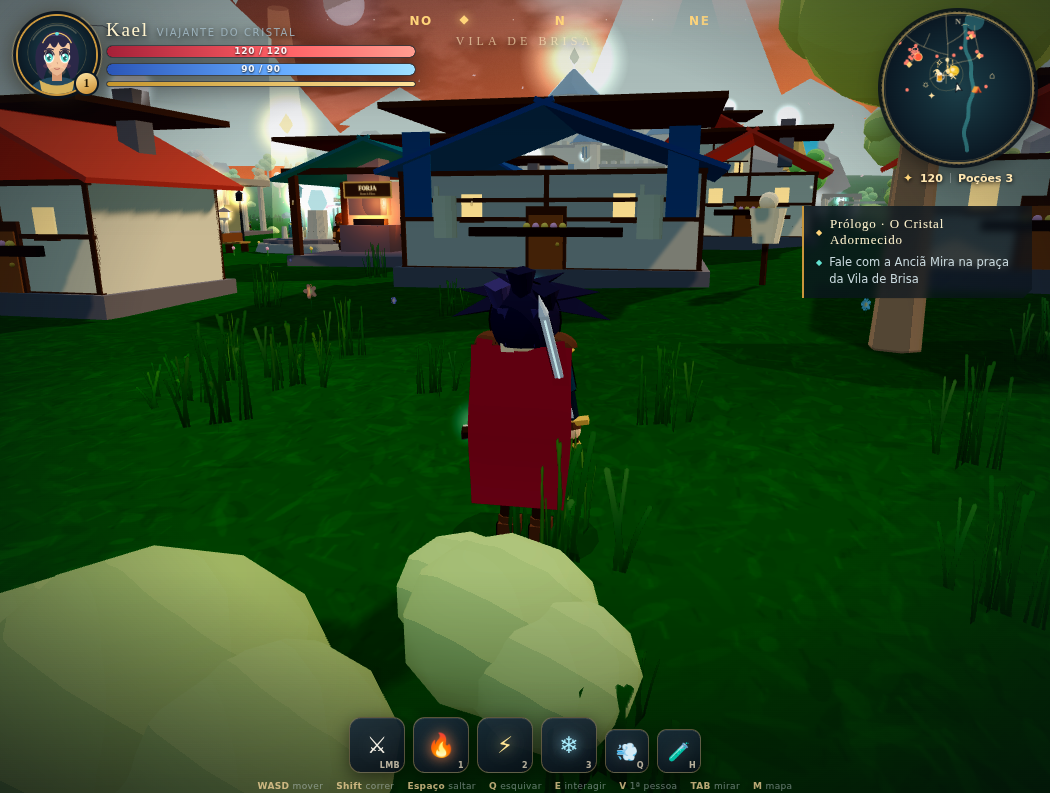 Kael VIAJANTE DO CRISTAL
120 / 120
90 / 90
1
NO N NE
VILA DE BRISA
N
120 | Poções 3
Prólogo · O Cristal
Adormecido
Fale com a Anciã Mira na praça
da Vila de Brisa
FORJA
LMB
1
2
3
Q
H
WASD mover Shift correr Espaço saltar Q esquivar E interagir V 1ª pessoa TAB mirar M mapa